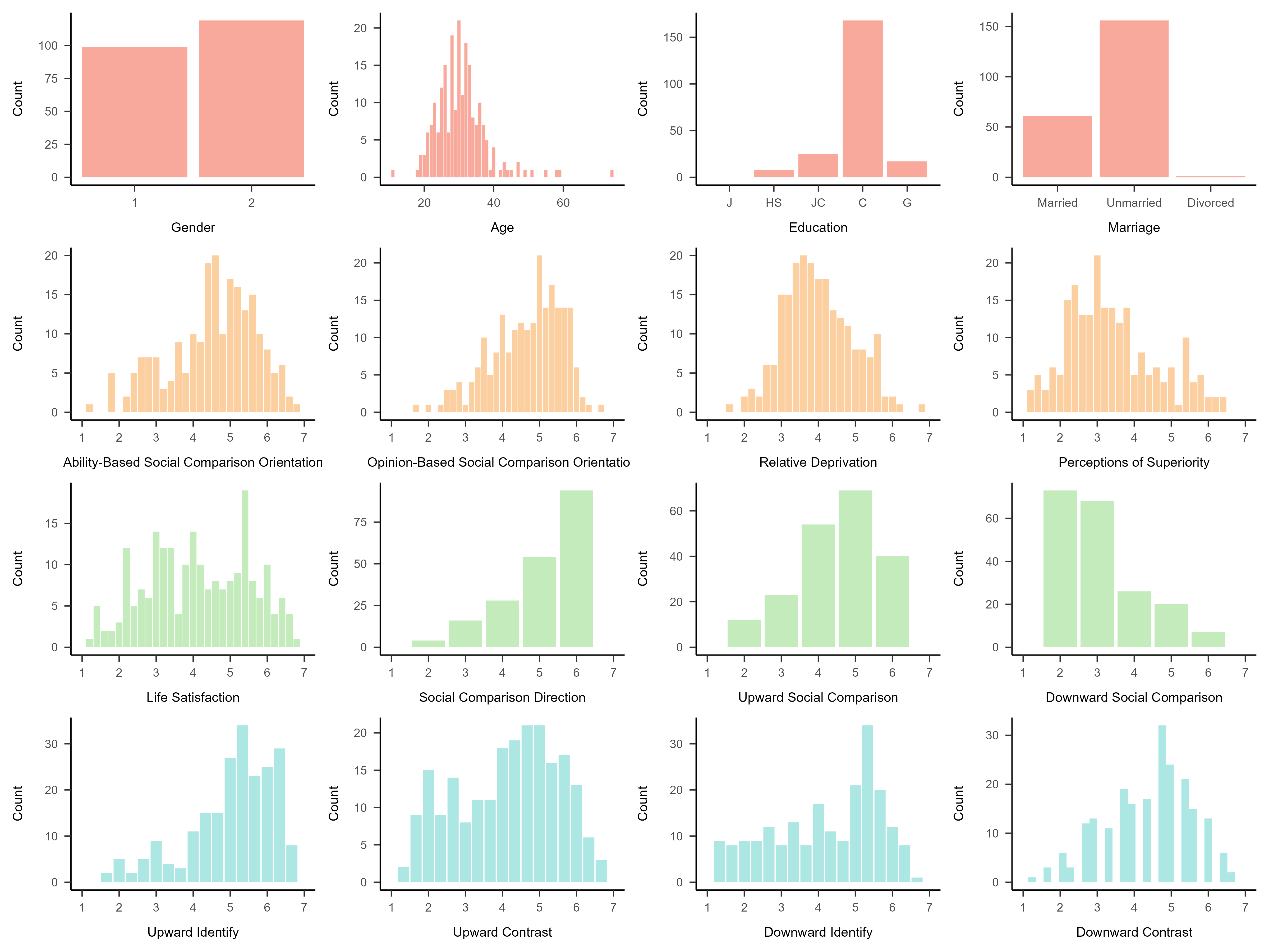 Count
100
75
50
25
0
1 2
Gender
Count
20
15
10
5
0
20 40 60
Age
Count
150
100
50
0
J HS JC C G
Education
Count
150
100
50
0
Married Unmarried Divorced
Marriage
Count
20
15
10
5
0
1 2 3 4 5 6 7
Ability-Based Social Comparison Orientation
Count
20
15
10
5
0
1 2 3 4 5 6 7
Opinion-Based Social Comparison Orientatio
Count
20
15
10
5
0
1 2 3 4 5 6 7
Relative Deprivation
Count
20
15
10
5
0
1 2 3 4 5 6 7
Perceptions of Superiority
Count
15
10
5
0
1 2 3 4 5 6 7
Life Satisfaction
Count
75
50
25
0
1 2 3 4 5 6 7
Social Comparison Direction
Count
60
40
20
0
1 2 3 4 5 6 7
Upward Social Comparison
Count
60
40
20
0
1 2 3 4 5 6 7
Downward Social Comparison
Count
30
20
10
0
1 2 3 4 5 6 7
Upward Identify
Count
20
15
10
5
0
1 2 3 4 5 6 7
Upward Contrast
Count
30
20
10
0
1 2 3 4 5 6 7
Downward Identify
Count
30
20
10
0
1 2 3 4 5 6 7
Downward Contrast